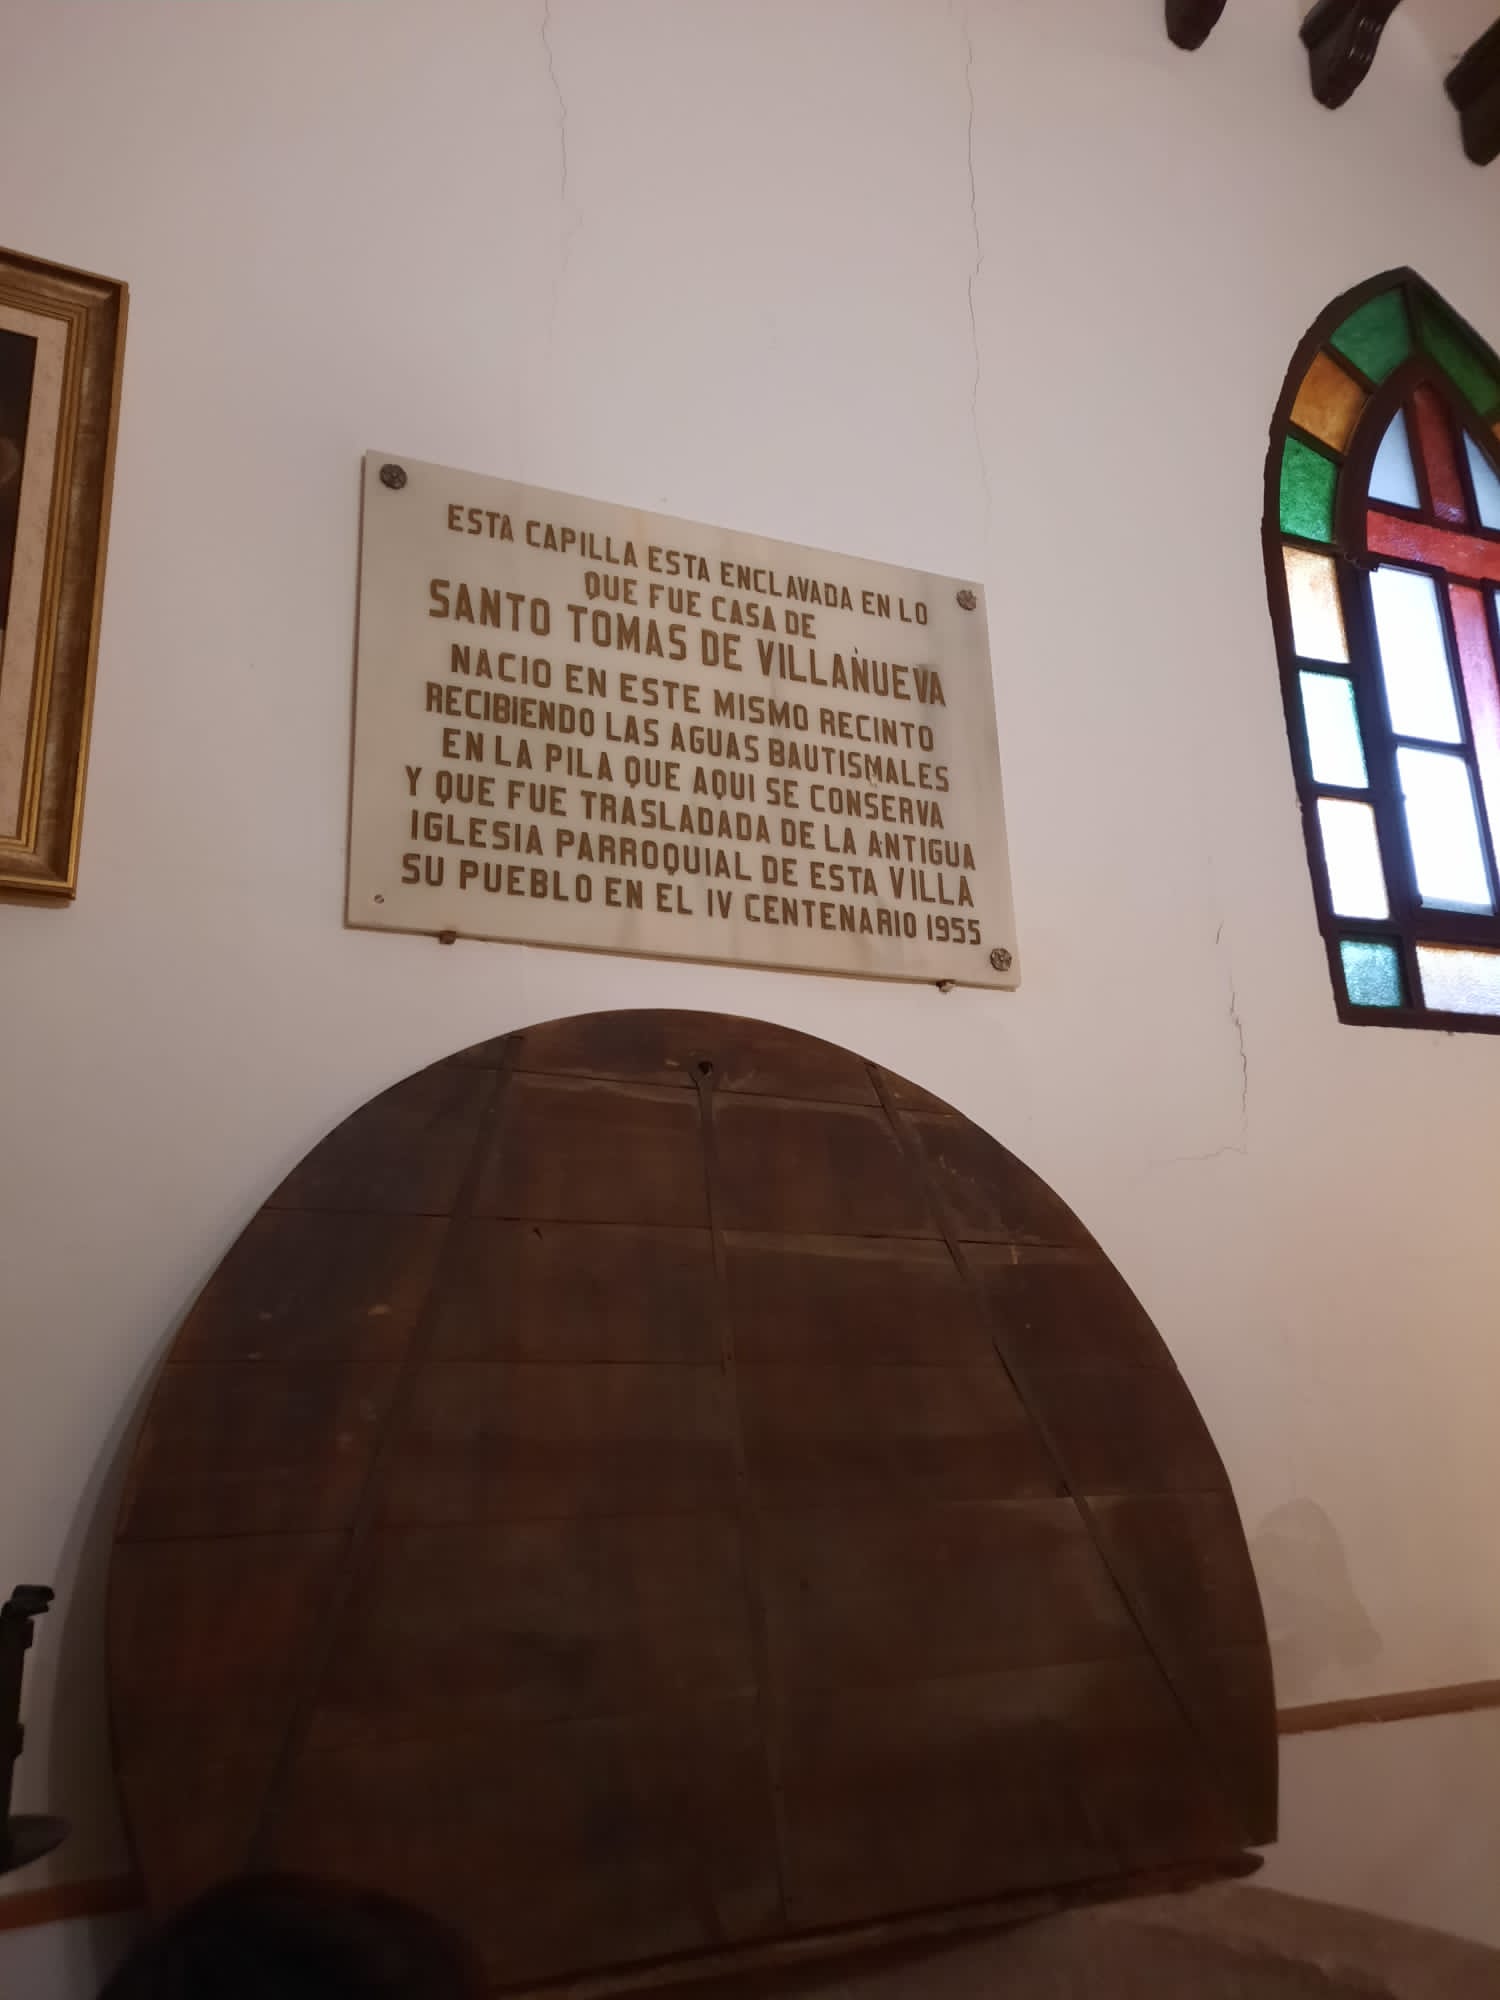 ESTA CAPILLA ESTA ENCLAVADA EN LO
QUE FUE CASA DE
SANTO TOMAS DE VILLANUEVA
NACIO EN ESTE MISMO RECINTO
RECIBIENDO LAS AGUAS BAUTISMALES
EN LA PILA QUE AQUI SE CONSERVA
Y QUE FUE TRASLADADA DE LA ANTIGUA
IGLESIA PARROQUIAL DE ESTA VILLA
SU PUEBLO EN EL IV CENTENARIO 1955